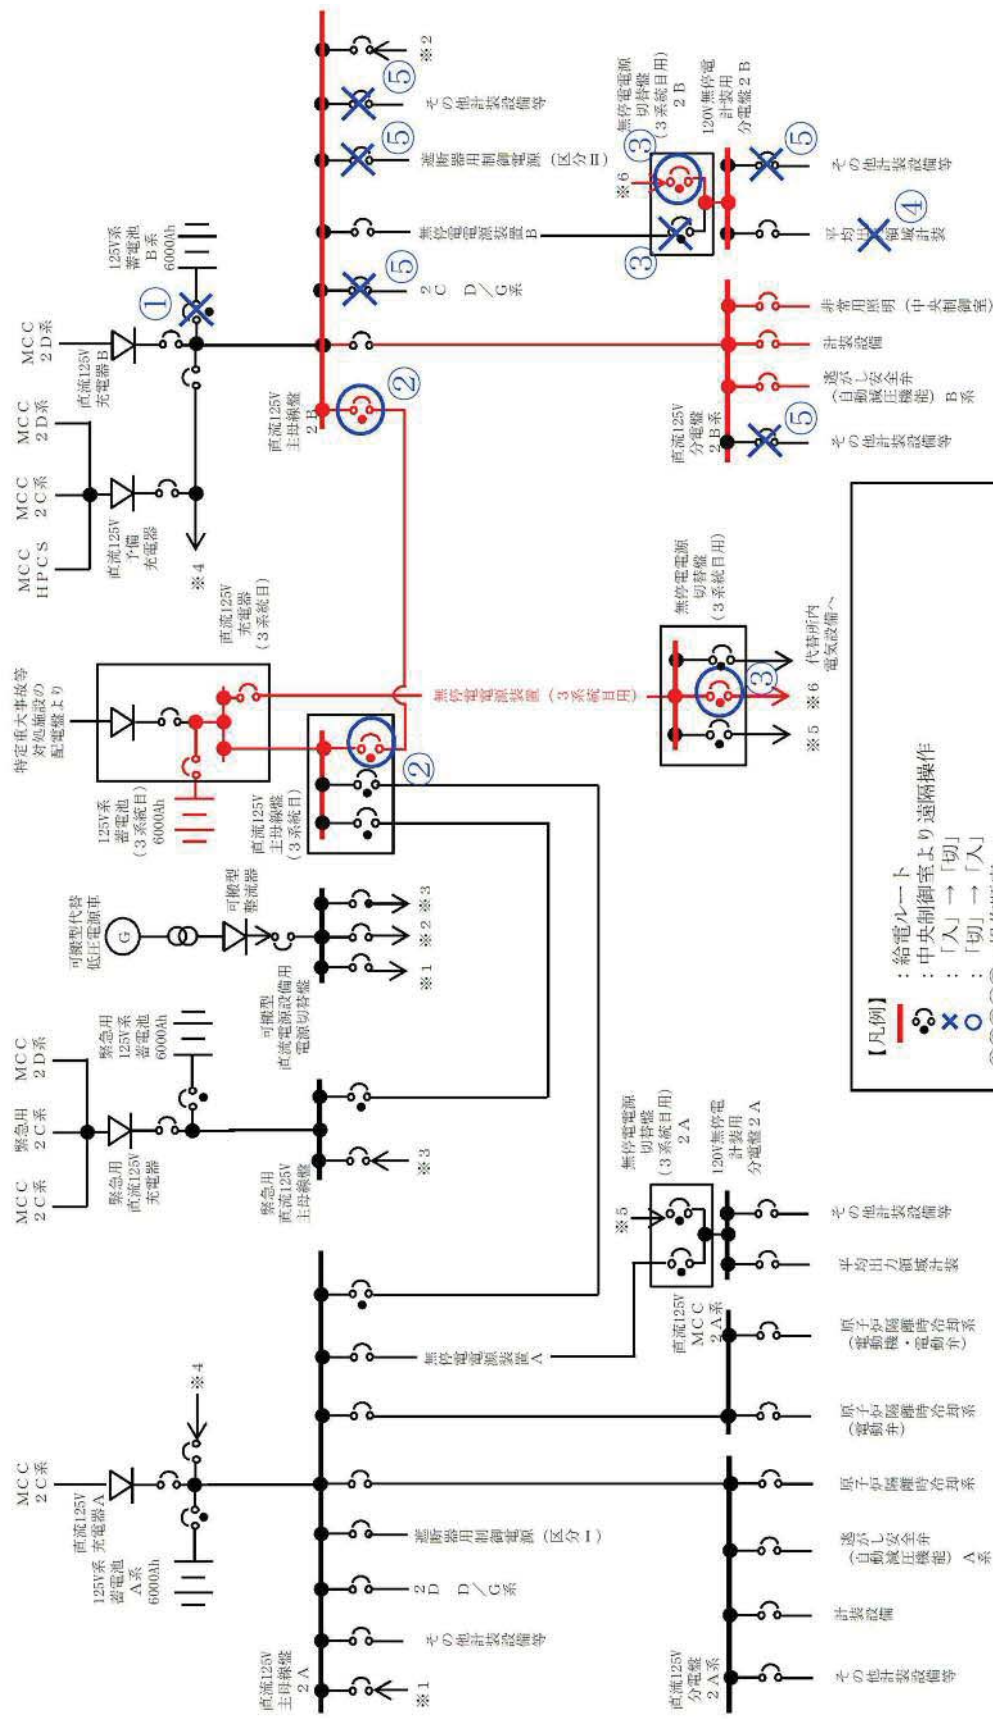 MCC
2C系
直流125V
充電器A
125V系
蓄電池
A系
6000Ah
※4
直流125V
主母線盤
2A
※1
その他計装設備等
2D D/G系
遮断器用制御電源(区分Ⅰ)
無停電電源装置A
直流125V
分電盤
2A系
その他計装設備等
計装設備
逃がし安全弁
(自動減圧機能)A系
原子炉隔離時冷却系
直流125V
MCC
2A系
原子炉隔離時冷却系
(電動弁)
原子炉隔離時冷却系
(電動機・電動弁)
無停電電源
切替盤
(3系統目用)
2A
※5
120V無停電
計装用
分電盤2A
平均出力領域計装
その他計装設備等
MCC
2C系
緊急用
2C系
MCC
2D系
緊急用
直流125V
充電器
緊急用
125V系
蓄電池
6000Ah
緊急用
直流125V
主母線盤
※3
可搬型代替
低圧電源車
G
可搬型
整流器
可搬型
直流電源設備用
電源切替盤
※1
※2
※3
特定重大事故等
対処施設の
配電盤より
125V系
蓄電池
(3系統目)
6000Ah
直流125V
充電器
(3系統目)
直流125V
主母線盤
(3系統目)
②
無停電電源装置(3系統目用)
無停電電源
切替盤
(3系統目用)
③
※5
※6
代替所内
電気設備へ
MCC
HPCS
MCC
2C系
MCC
2D系
直流125V
予備
充電器
※4
MCC
2D系
直流125V
充電器B
①
125V系
蓄電池
B系
6000Ah
直流125V
主母線盤
2B
②
⑤
2C D/G系
無停電電源装置B
⑤
遮断器用制御電源(区分Ⅱ)
⑤
その他計装設備等
※2
直流125V
分電盤
2B系
⑤
その他計装設備等
逃がし安全弁
(自動減圧機能)B系
計装設備
非常用照明(中央制御室)
無停電電源
切替盤
(3系統目用)
2B
③
③
※6
120V無停電
計装用
分電盤2B
④
平均出力領域計装
⑤
その他計装設備等
【凡例】
:給電ルート
:中央制御室より遠隔操作
:「入」→「切」
:「切」→「入」